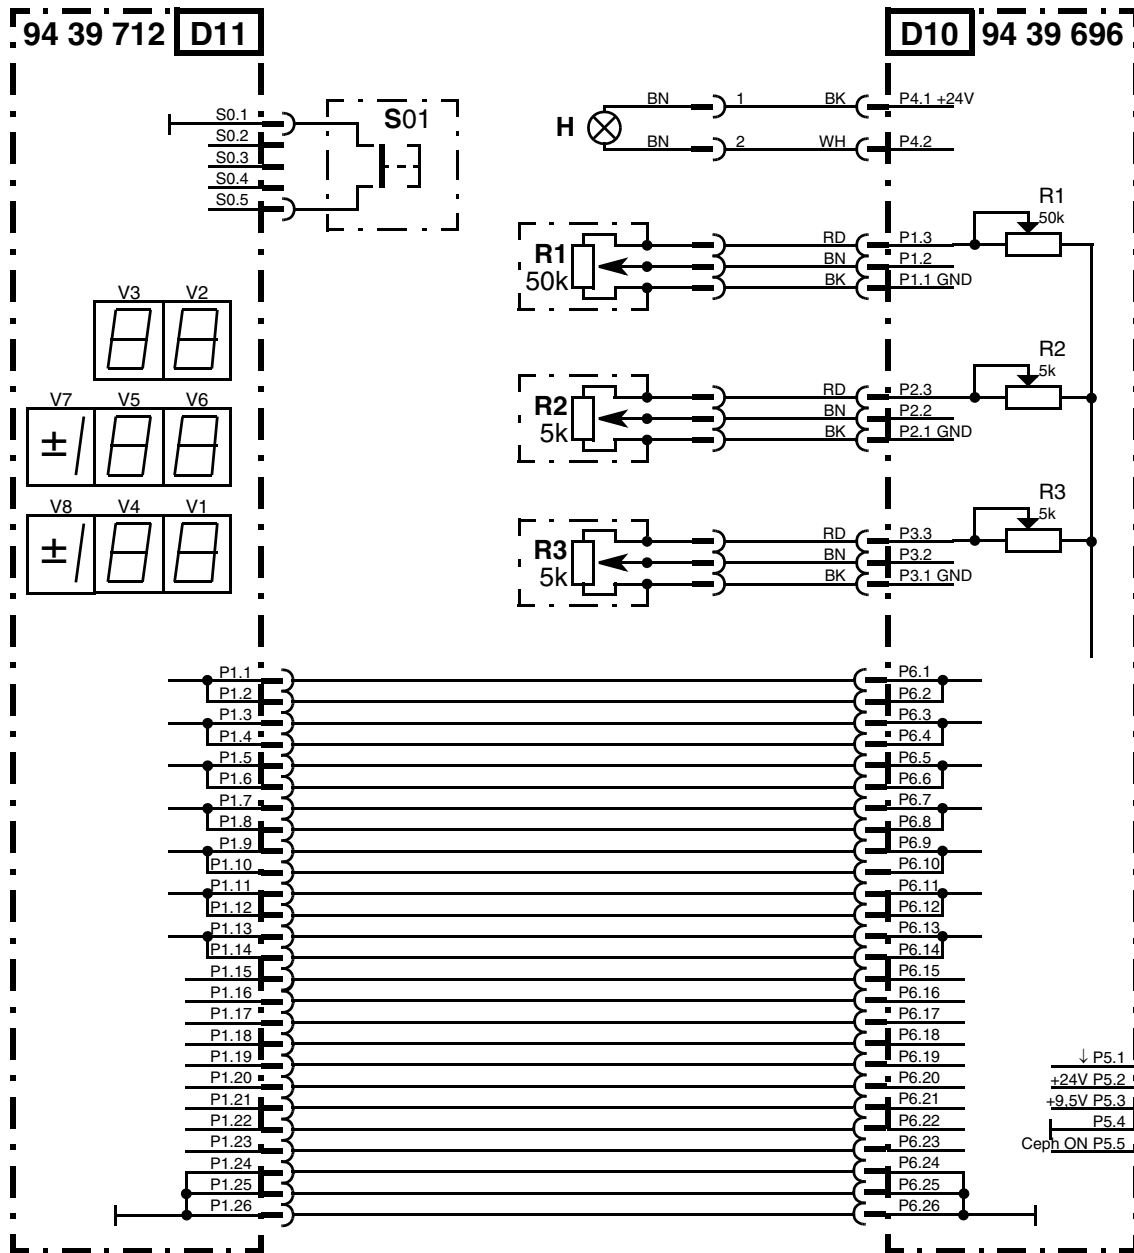 94 39 712 D11
D10 94 39 696
S0.1
S0.2
S0.3
S0.4
S0.5
S01
H
BN 1 BK P4.1 +24V
BN 2 WH P4.2
R1
50k
RD P1.3
BN P1.2
BK P1.1 GND
R1
50k
V3 V2
V7 V5 V6
±/
V8 V4 V1
±/
R2
5k
RD P2.3
BN P2.2
BK P2.1 GND
R2
5k
R3
5k
RD P3.3
BN P3.2
BK P3.1 GND
R3
5k
P1.1 P6.1
P1.2 P6.2
P1.3 P6.3
P1.4 P6.4
P1.5 P6.5
P1.6 P6.6
P1.7 P6.7
P1.8 P6.8
P1.9 P6.9
P1.10 P6.10
P1.11 P6.11
P1.12 P6.12
P1.13 P6.13
P1.14 P6.14
P1.15 P6.15
P1.16 P6.16
P1.17 P6.17
P1.18 P6.18
P1.19 P6.19
P1.20 P6.20
P1.21 P6.21
P1.22 P6.22
P1.23 P6.23
P1.24 P6.24
P1.25 P6.25
P1.26 P6.26
↓ P5.1
+24V P5.2
+9,5V P5.3
P5.4
Ceph ON P5.5